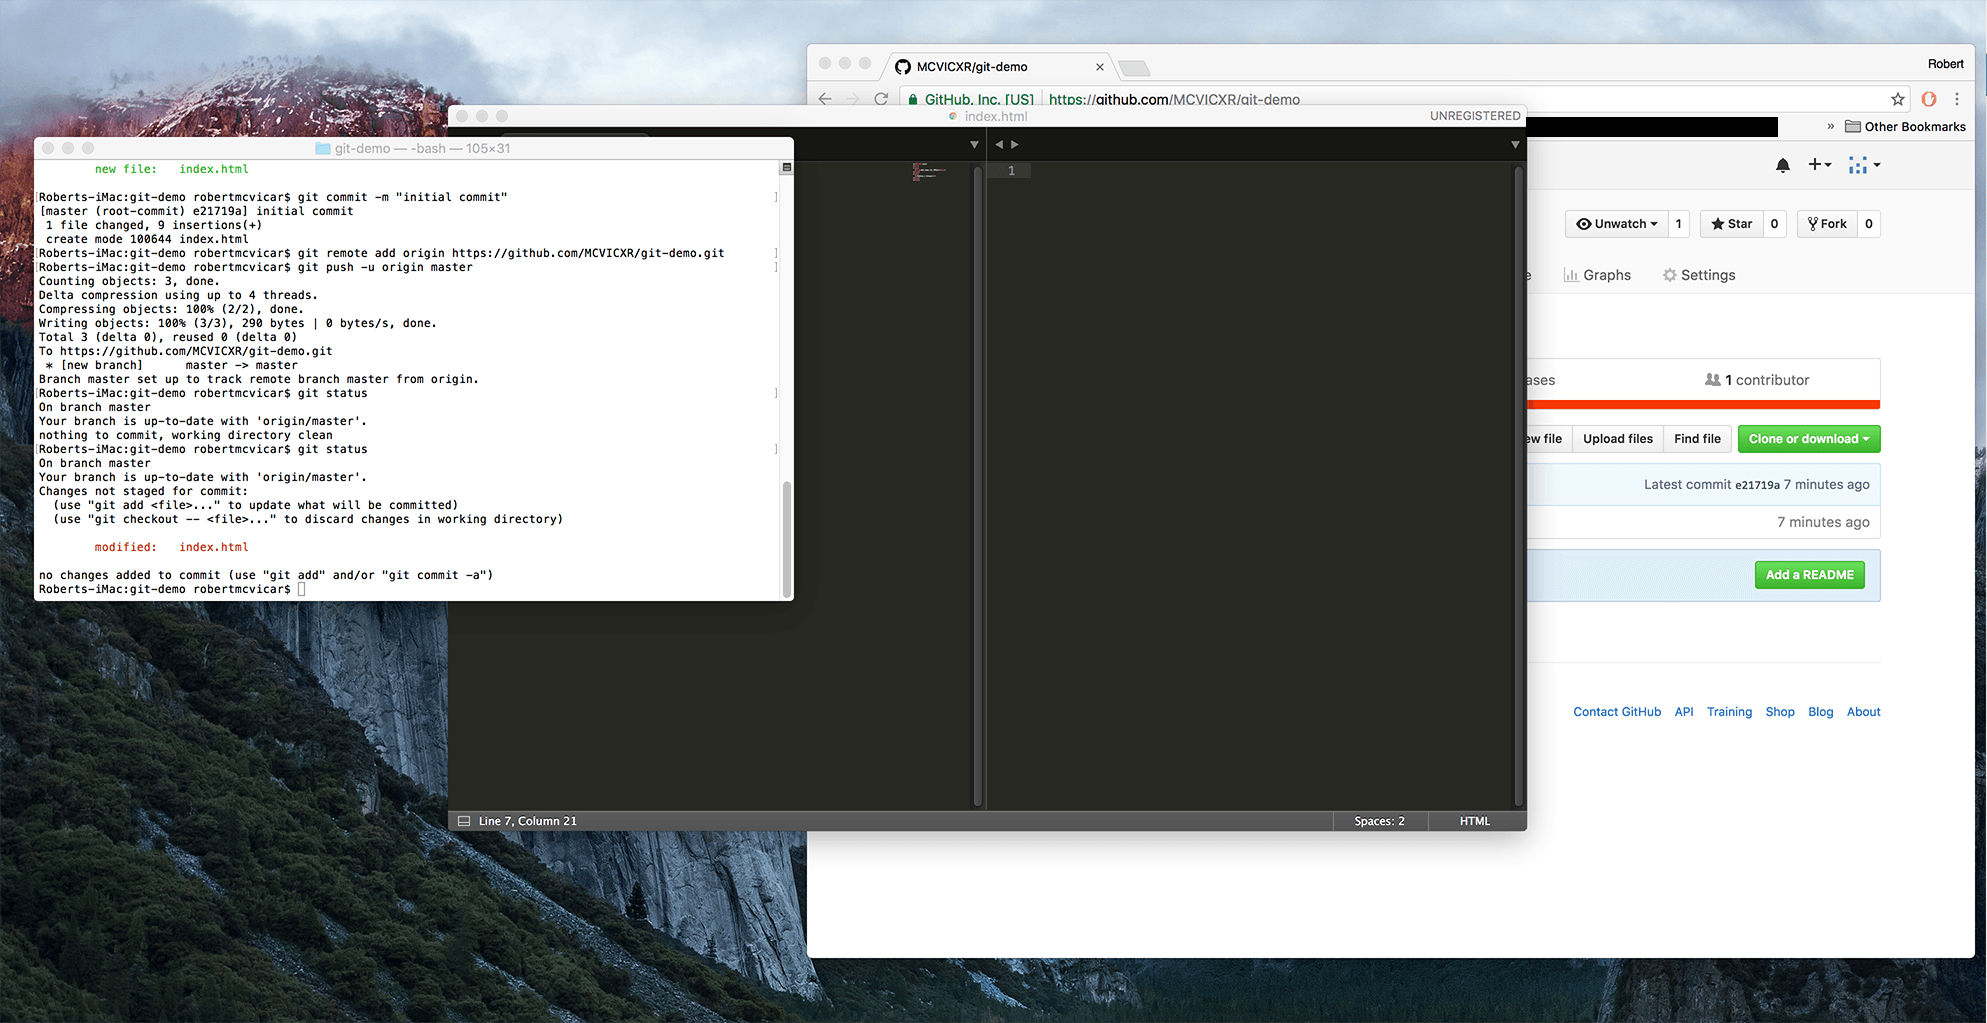 MCVICXR/git-demo
Robert
GitHub, Inc. [US] https://github.com/MCVICXR/git-demo
» Other Bookmarks
index.html
UNREGISTERED
git-demo — -bash — 105×31
new file: index.html
Roberts-iMac:git-demo robertmcvicar$ git commit -m "initial commit"
[master (root-commit) e21719a] initial commit
1 file changed, 9 insertions(+)
create mode 100644 index.html
Roberts-iMac:git-demo robertmcvicar$ git remote add origin https://github.com/MCVICXR/git-demo.git
Roberts-iMac:git-demo robertmcvicar$ git push -u origin master
Counting objects: 3, done.
Delta compression using up to 4 threads.
Compressing objects: 100% (2/2), done.
Writing objects: 100% (3/3), 290 bytes | 0 bytes/s, done.
Total 3 (delta 0), reused 0 (delta 0)
To https://github.com/MCVICXR/git-demo.git
* [new branch] master -> master
Branch master set up to track remote branch master from origin.
Roberts-iMac:git-demo robertmcvicar$ git status
On branch master
Your branch is up-to-date with 'origin/master'.
nothing to commit, working directory clean
Roberts-iMac:git-demo robertmcvicar$ git status
On branch master
Your branch is up-to-date with 'origin/master'.
Changes not staged for commit:
(use "git add <file>..." to update what will be committed)
(use "git checkout -- <file>..." to discard changes in working directory)
modified: index.html
no changes added to commit (use "git add" and/or "git commit -a")
Roberts-iMac:git-demo robertmcvicar$
1
Line 7, Column 21
Spaces: 2
HTML
Unwatch 1 Star 0 Fork 0
e Graphs Settings
ases 1 contributor
ew file Upload files Find file Clone or download
Latest commit e21719a 7 minutes ago
7 minutes ago
Add a README
Contact GitHub API Training Shop Blog About